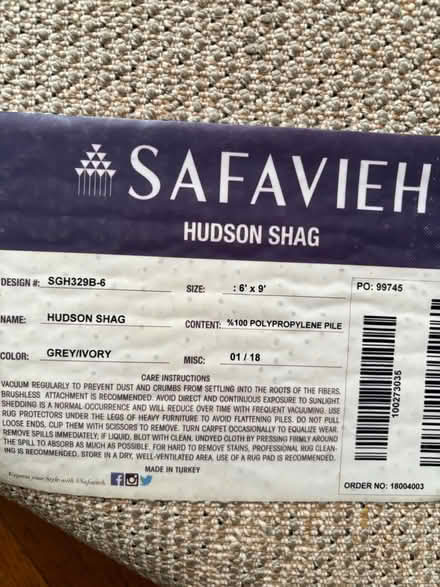 SAFAVIEH
HUDSON SHAG
DESIGN #: SGH329B-6
SIZE: : 6' x 9'
PO: 99745
NAME: HUDSON SHAG
CONTENT: %100 POLYPROPYLENE PILE
COLOR: GREY/IVORY
MISC: 01 / 18
CARE INSTRUCTIONS
VACUUM REGULARLY TO PREVENT DUST AND CRUMBS FROM SETTLING INTO THE ROOTS OF THE FIBERS.
BRUSHLESS ATTACHMENT IS RECOMMENDED. AVOID DIRECT AND CONTINUOUS EXPOSURE TO SUNLIGHT
SHEDDING IS A NORMAL-OCCURRENCE AND WILL REDUCE OVER TIME WITH FREQUENT VACUUMING. USE
RUG PROTECTORS UNDER THE LEGS OF HEAVY FURNITURE TO AVOID FLATTENING PILES. DO NOT PULL
LOOSE ENDS, CLIP THEM WITH SCISSORS TO REMOVE. TURN CARPET OCCASIONALLY TO EQUALIZE WEAR.
REMOVE SPILLS IMMEDIATELY, IF LIQUID, BLOT WITH CLEAN, UNDYED CLOTH BY PRESSING FIRMLY AROUND
THE SPILL TO ABSORB AS MUCH AS POSSIBLE. FOR HARD TO REMOVE STAINS, PROFESSIONAL RUG CLEAN-
ING IS RECOMMENDED. STORE IN A DRY, WELL-VENTILATED AREA. USE OF A RUG PAD IS RECOMMENDED.
MADE IN TURKEY
Express your Style with #Safavieh
100273035
ORDER NO: 18004003